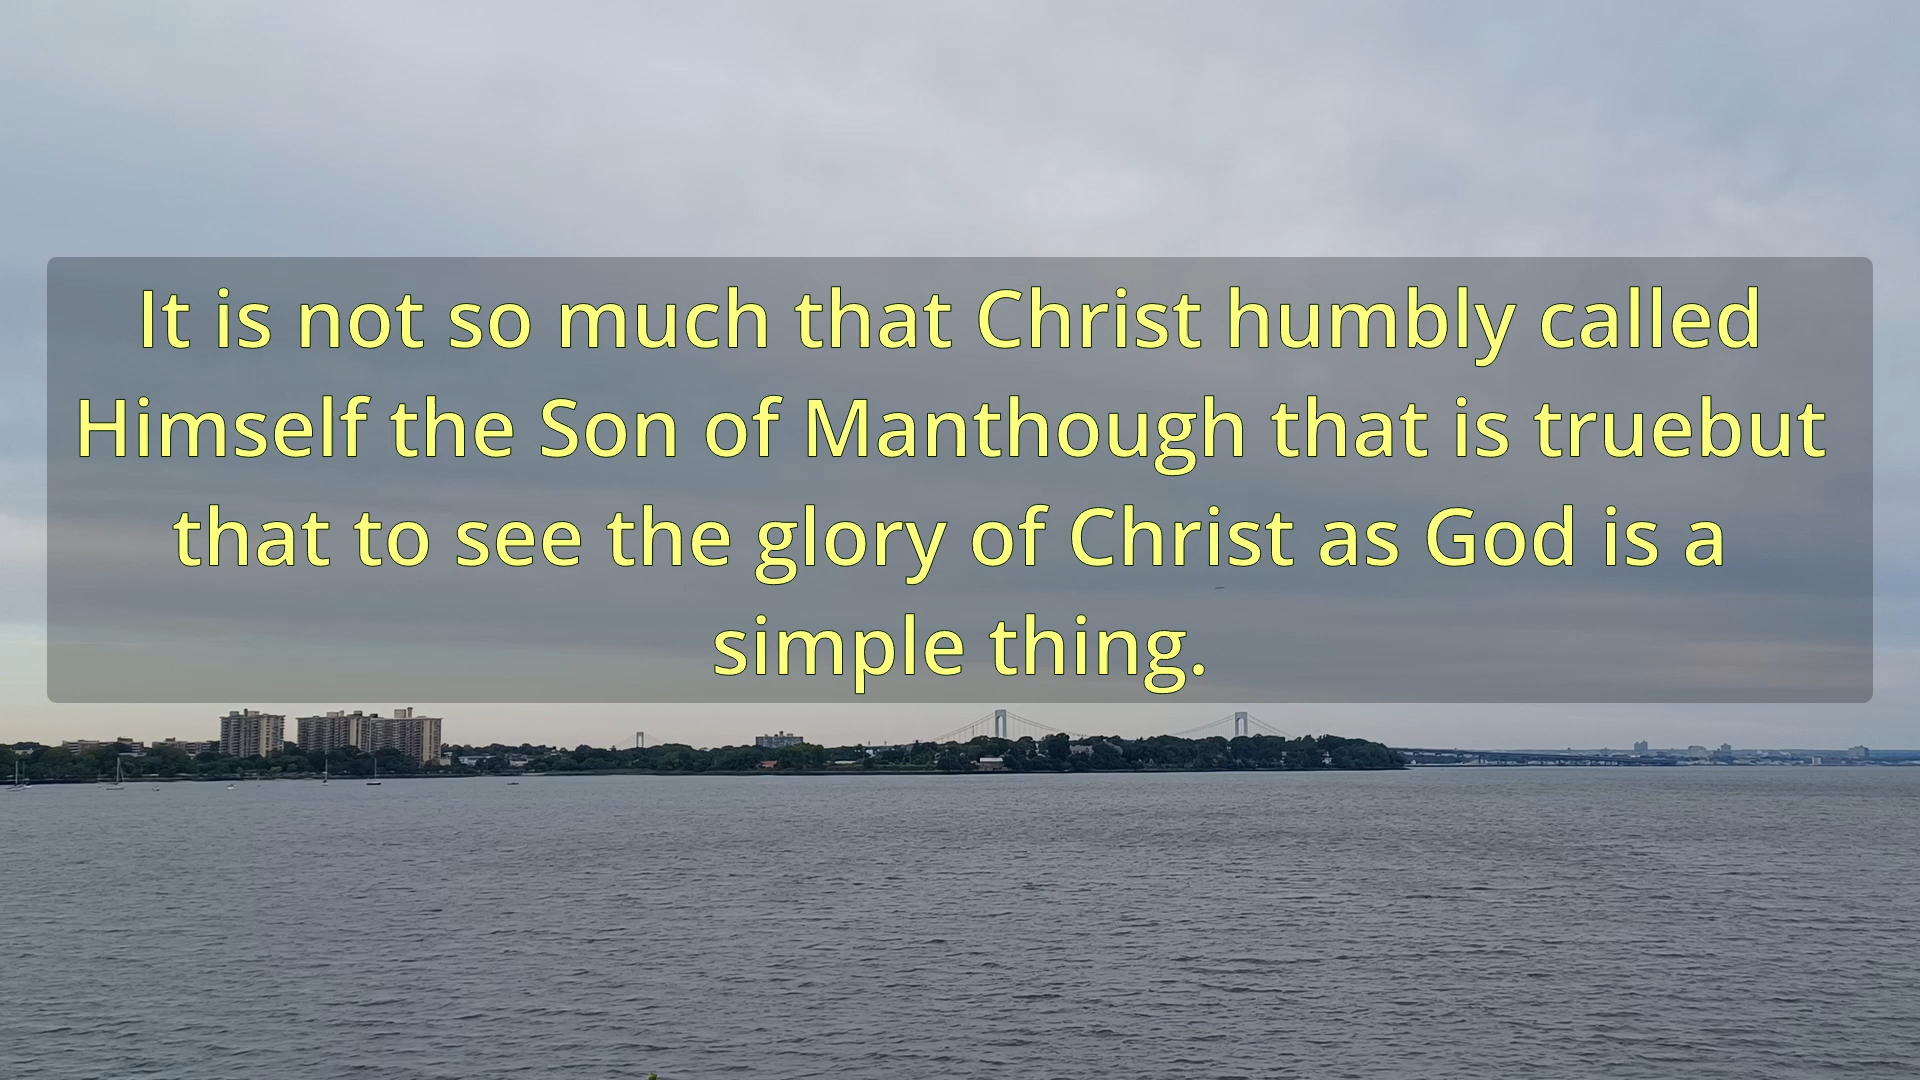 It is not so much that Christ humbly called
Himself the Son of Manthough that is truebut
that to see the glory of Christ as God is a
simple thing.